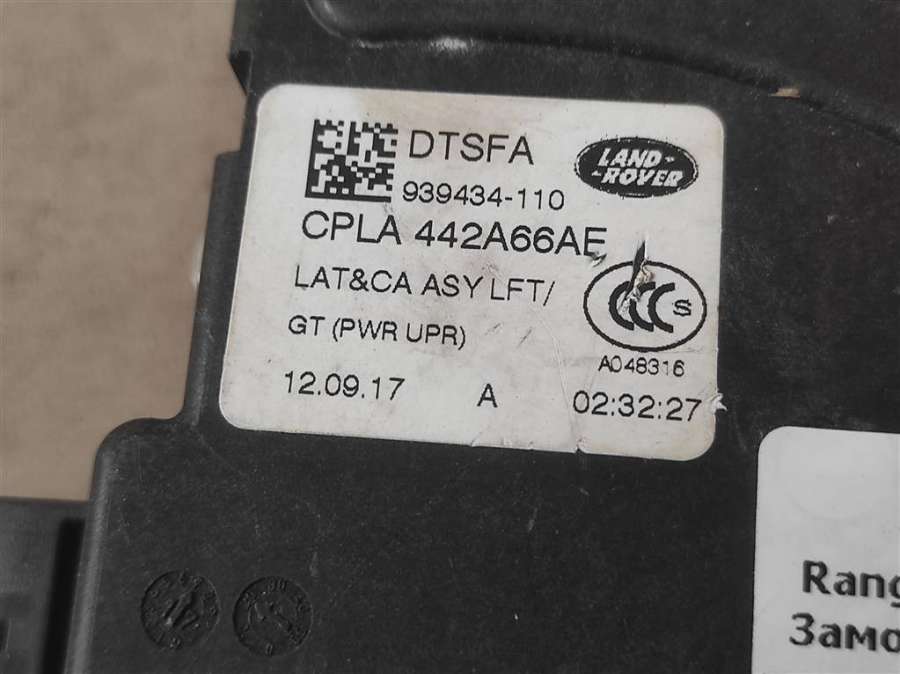 DTSFA
LAND-
-ROVER
939434-110
CPLA 442A66AE
LAT&CA ASY LFT/
GT (PWR UPR)
CCC S
A048316
12.09.17 A 02:32:27
Rang
Замо